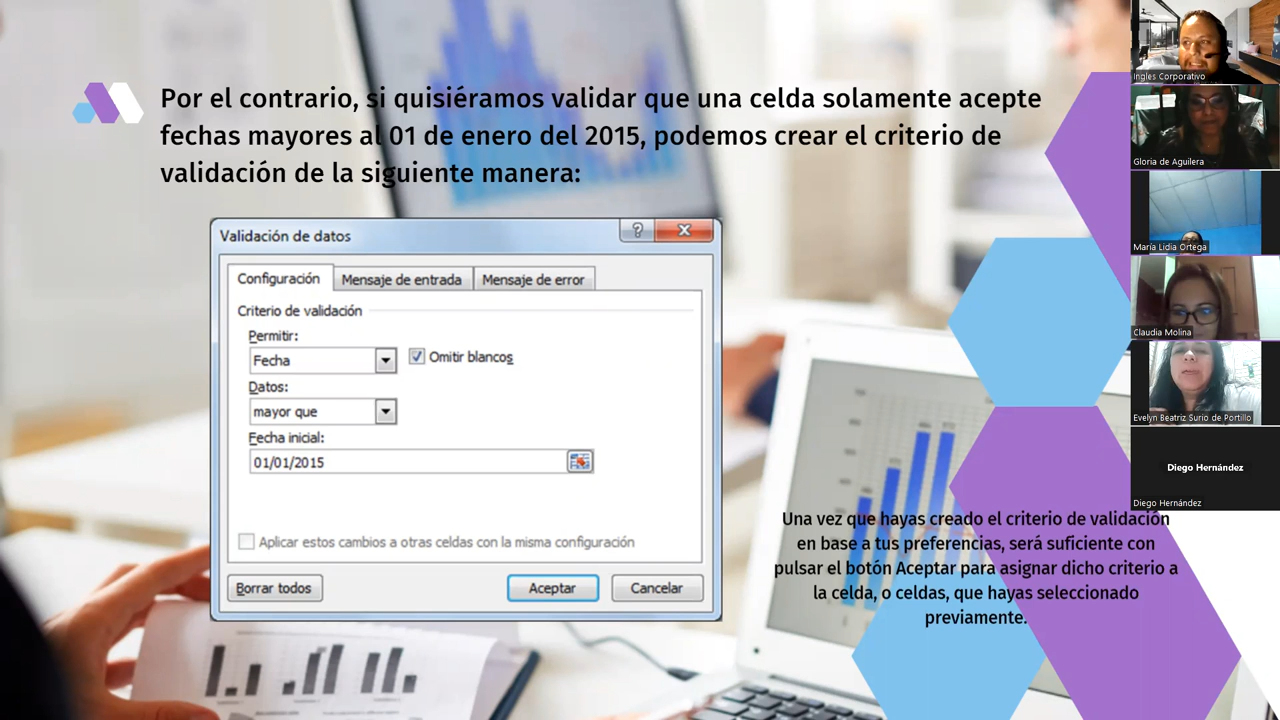 Por el contrario, si quisiéramos validar que una celda solamente acepte
fechas mayores al 01 de enero del 2015, podemos crear el criterio de
validación de la siguiente manera:
Validación de datos
?
Configuración
Mensaje de entrada
Mensaje de error
Criterio de validación
Permitir:
Fecha
Omitir blancos
Datos:
mayor que
Fecha inicial:
01/01/2015
Aplicar estos cambios a otras celdas con la misma configuración
Borrar todos
Aceptar
Cancelar
Una vez que hayas creado el criterio de validación
en base a tus preferencias, será suficiente con
pulsar el botón Aceptar para asignar dicho criterio a
la celda, o celdas, que hayas seleccionado
previamente.
Ingles Corporativo
Gloria de Aguilera
María Lidia Ortega
Claudia Molina
Evelyn Beatriz Surio de Portillo
Diego Hernández
Diego Hernández